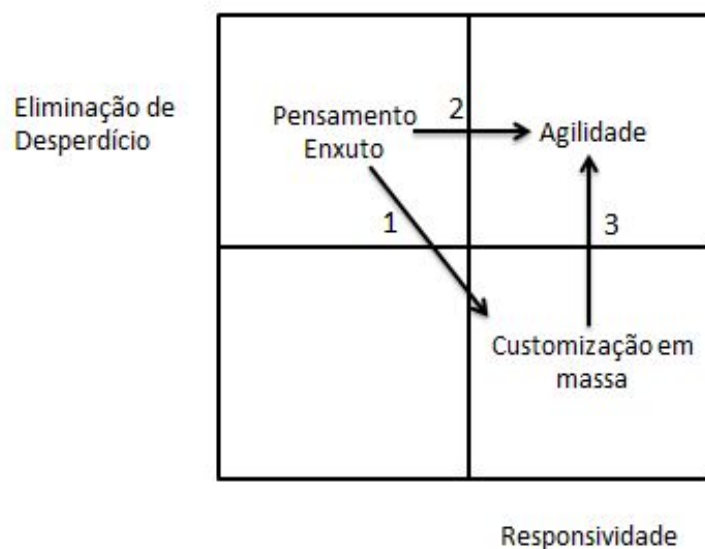 Eliminação de
Desperdício
Pensamento
Enxuto
2
Agilidade
1
3
Customização em
massa
Responsividade